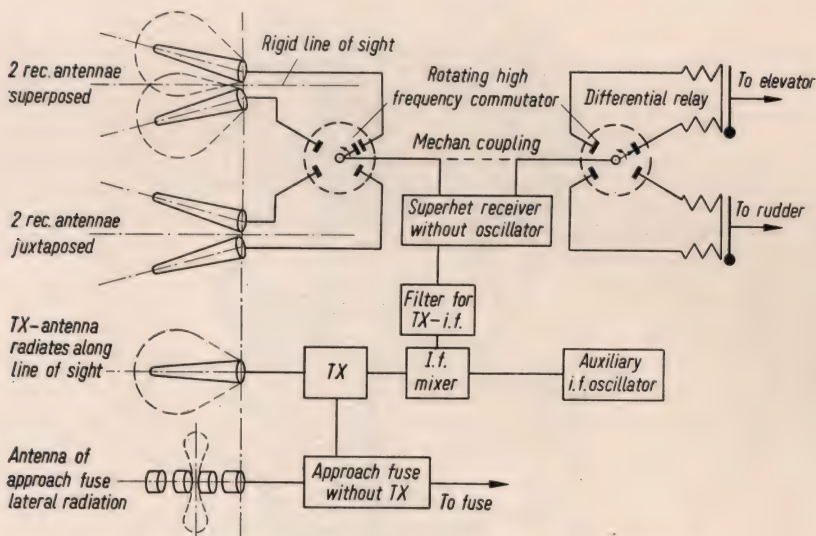 2 rec. antennae
superposed
Rigid line of sight
Rotating high
frequency commutator
Differential relay
To elevator
Mechan. coupling
2 rec. antennae
juxtaposed
Superhet receiver
without oscillator
To rudder
Filter for
TX-i.f.
TX-antenna
radiates along
line of sight
TX
I.f.
mixer
Auxiliary
i.f. oscillator
Antenna of
approach fuse
lateral radiation
Approach fuse
without TX
To fuse